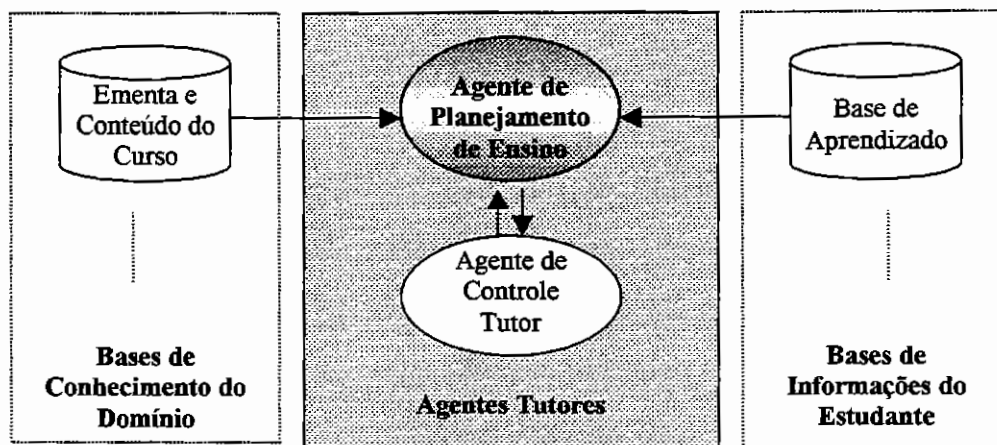 Ementa e
Conteúdo do
Curso
Bases de
Conhecimento do
Domínio
Agente de
Planejamento
de Ensino
Agente de
Controle
Tutor
Agentes Tutores
Base de
Aprendizado
Bases de
Informações do
Estudante